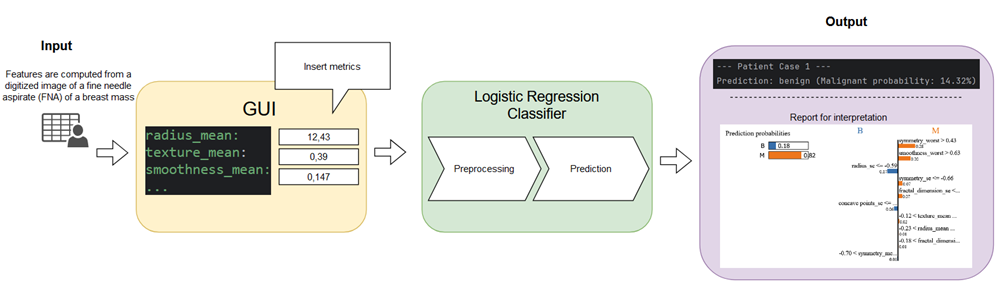 Input
Features are computed from a
digitized image of a fine needle
aspirate (FNA) of a breast mass
Insert metrics
GUI
radius_mean:
12,43
texture_mean:
0,39
smoothness_mean:
0,147
...
Logistic Regression
Classifier
Preprocessing
Prediction
Output
--- Patient Case 1 ---
Prediction: benign (Malignant probability: 14.32%)
Report for interpretation
Prediction probabilities
B
0.18
M
0.82
B
M
symmetry_worst > 0.43
smoothness_worst > 0.63
radius_se <= -0.59
symmetry_se <= -0.66
fractal_dimension_se <...
concave points_se <=...
-0.12 < texture_mean ...
-0.23 < radius_mean ...
-0.18 < fractal_dimensi...
-0.70 < symmetry_me...